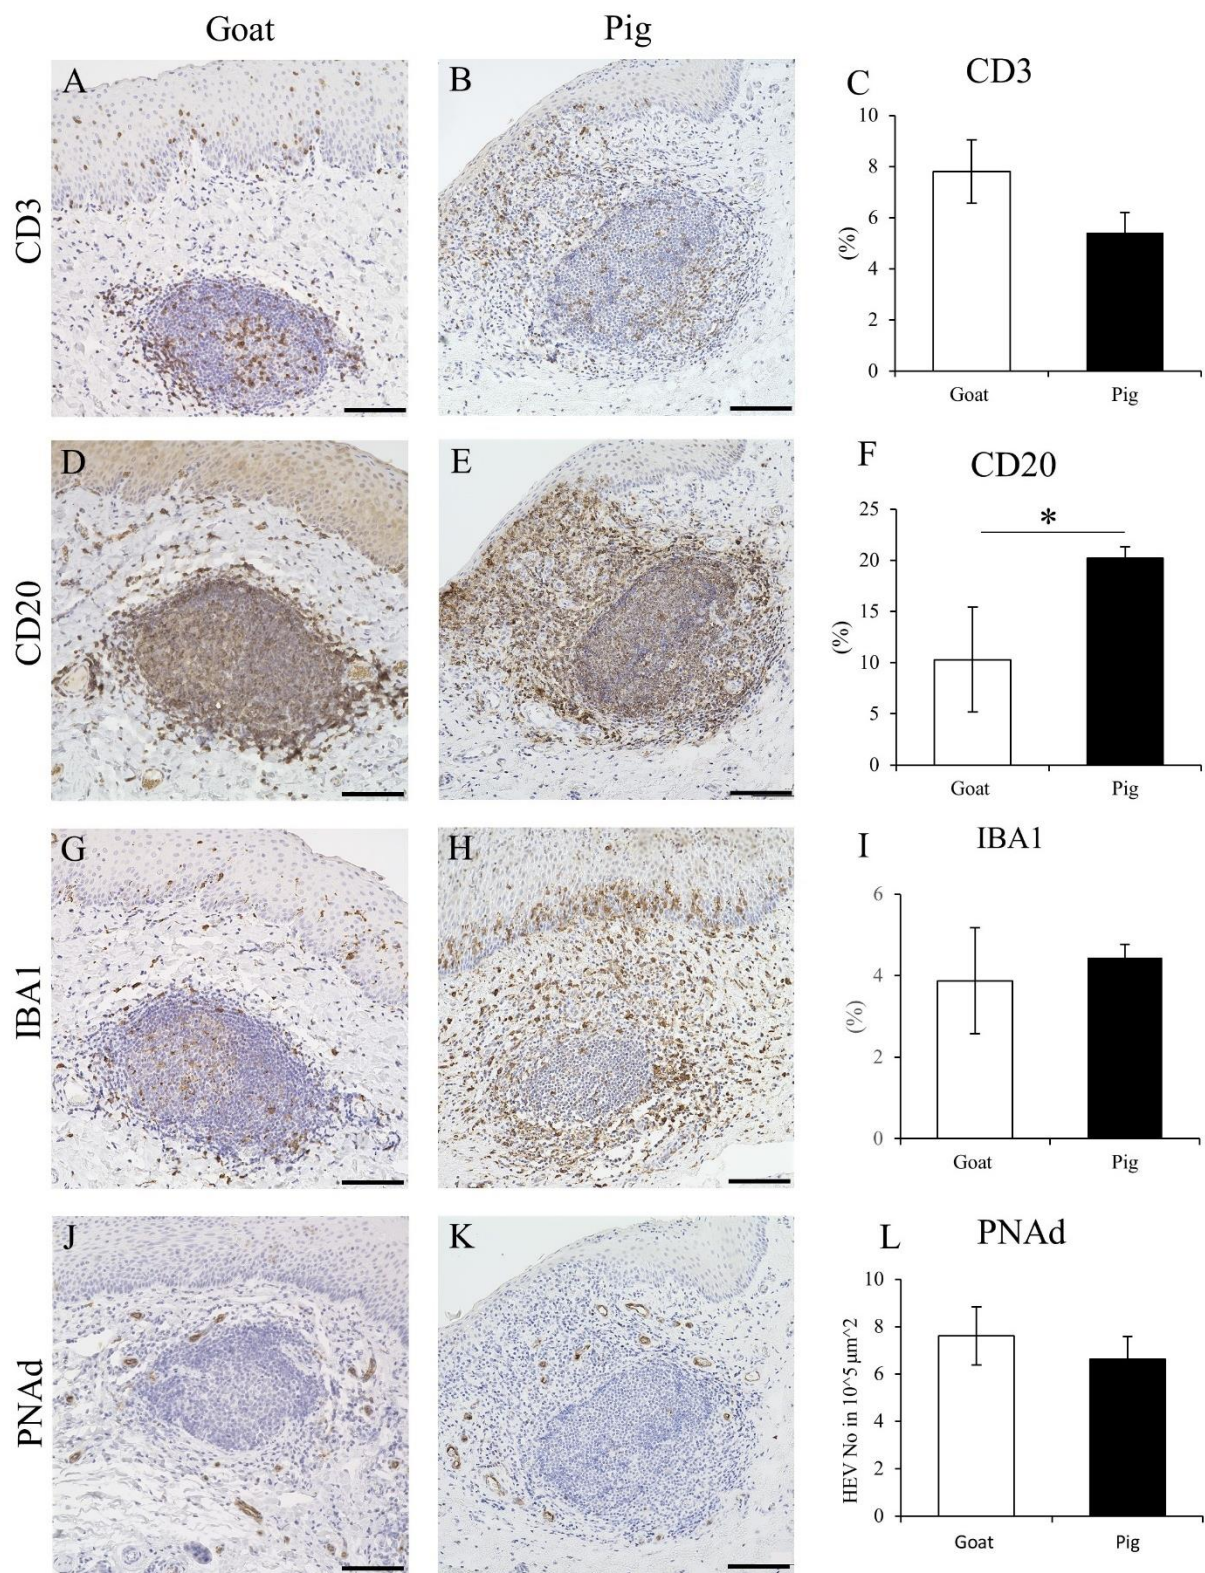 Goat Pig
A B C CD3
CD3
10
8
6
4
2
0
(%)
Goat Pig
D E F CD20
CD20
*
25
20
15
10
5
0
(%)
Goat Pig
G H I IBA1
IBA1
6
4
2
0
(%)
Goat Pig
J K L PNAd
PNAd
10
8
6
4
2
0
HEV No in 10^5 µm^2
Goat Pig